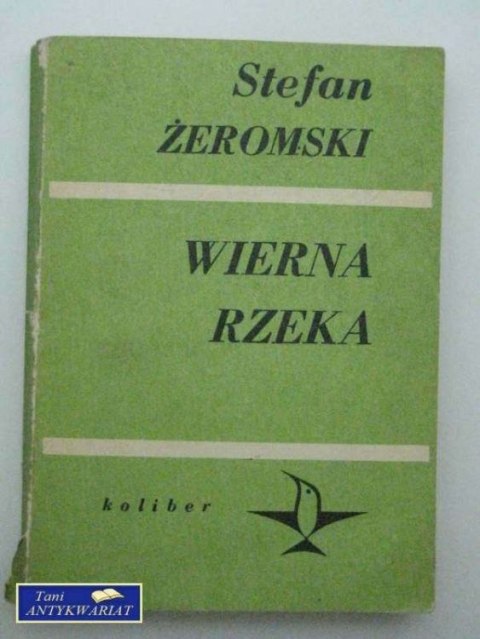 Stefan
ŻEROMSKI
WIERNA
RZEKA
koliber
Tani
ANTYKWARIAT